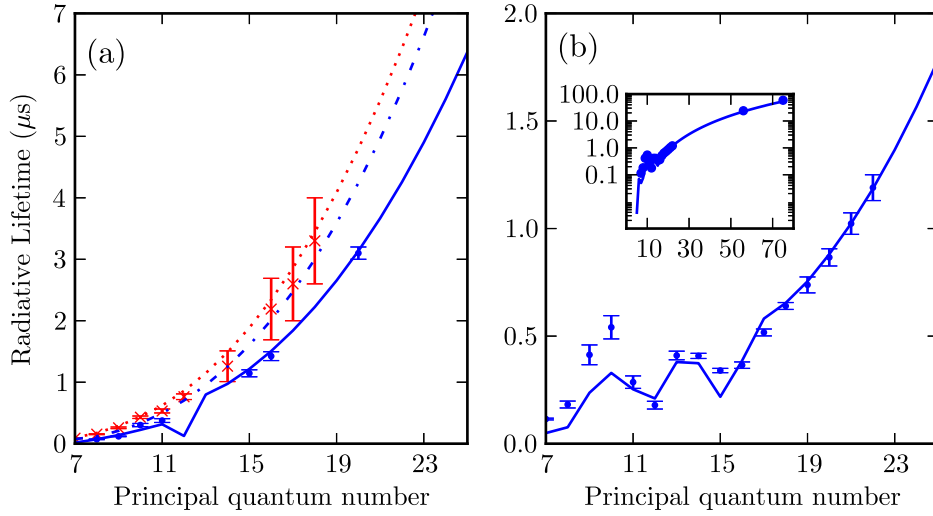 (a)
Radiative Lifetime (μs)
7
6
5
4
3
2
1
0
7 11 15 19 23
Principal quantum number
(b)
2.0
1.5
1.0
0.5
0.0
100.0
10.0
1.0
0.1
10 30 50 70
7 11 15 19 23
Principal quantum number